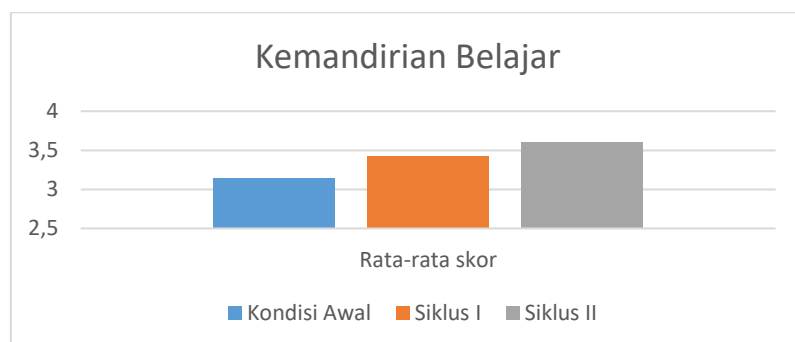 Kemandirian Belajar
4
3,5
3
2,5
Rata-rata skor
Kondisi Awal Siklus I Siklus II